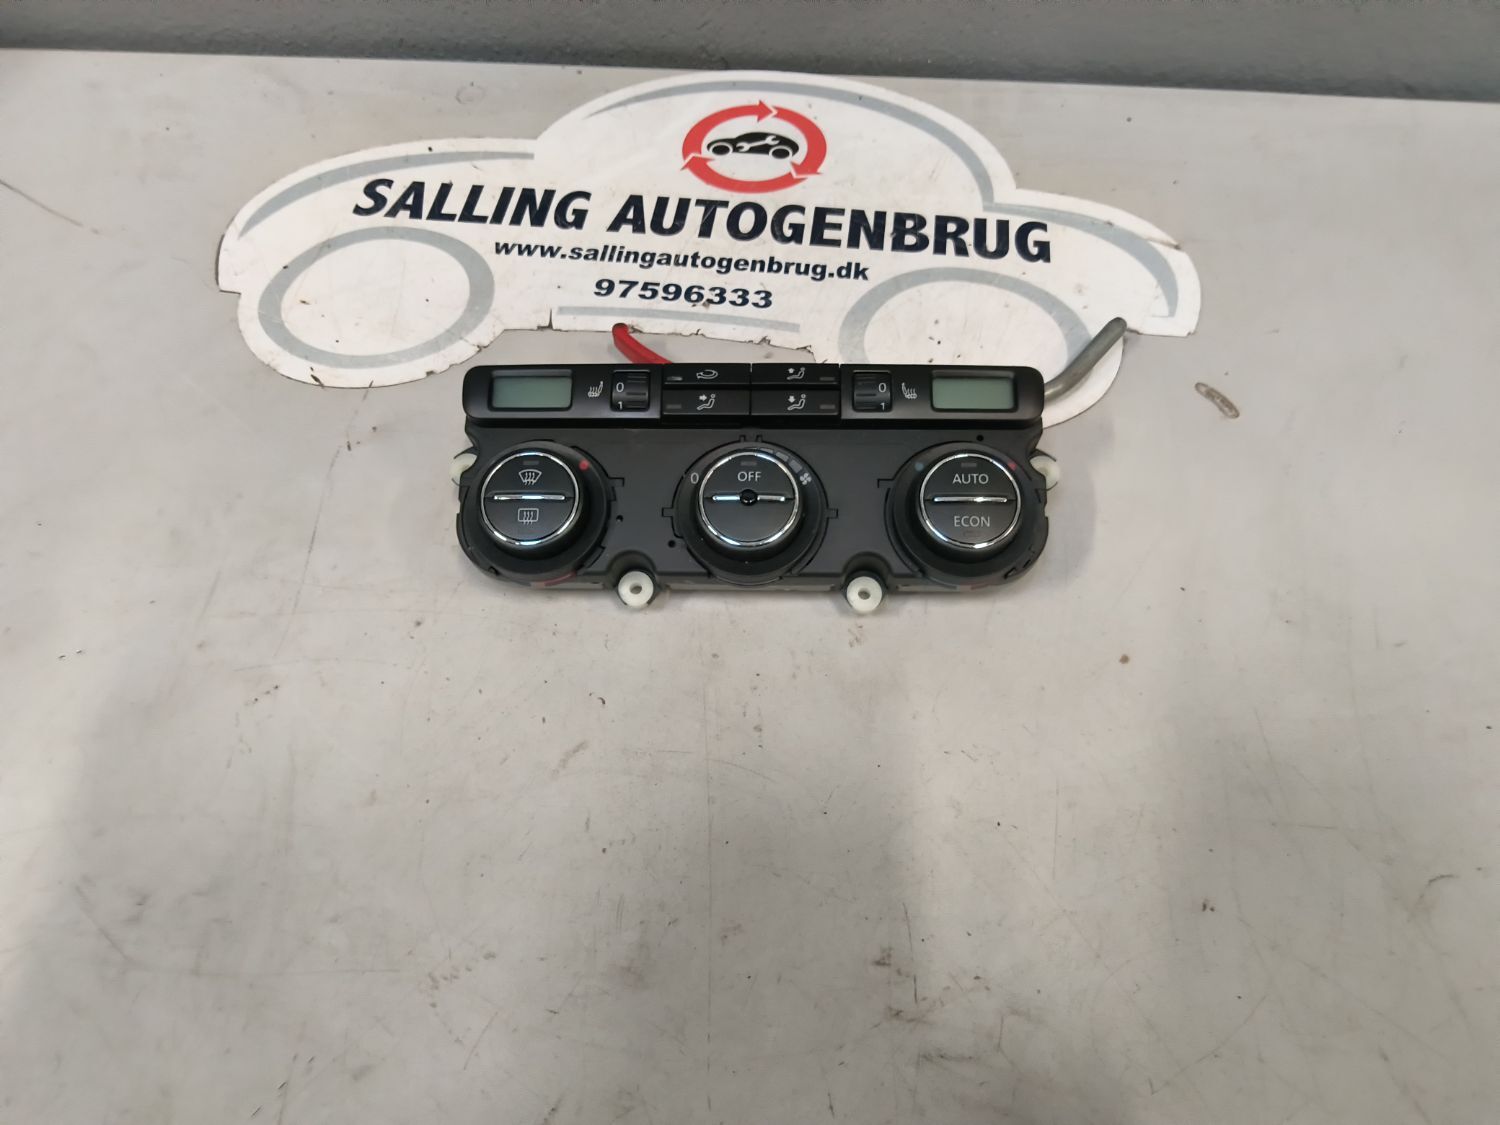 SALLING AUTOGENBRUG
www.sallingautogenbrug.dk
97596333
0
1
0
1
0
OFF
AUTO
ECON